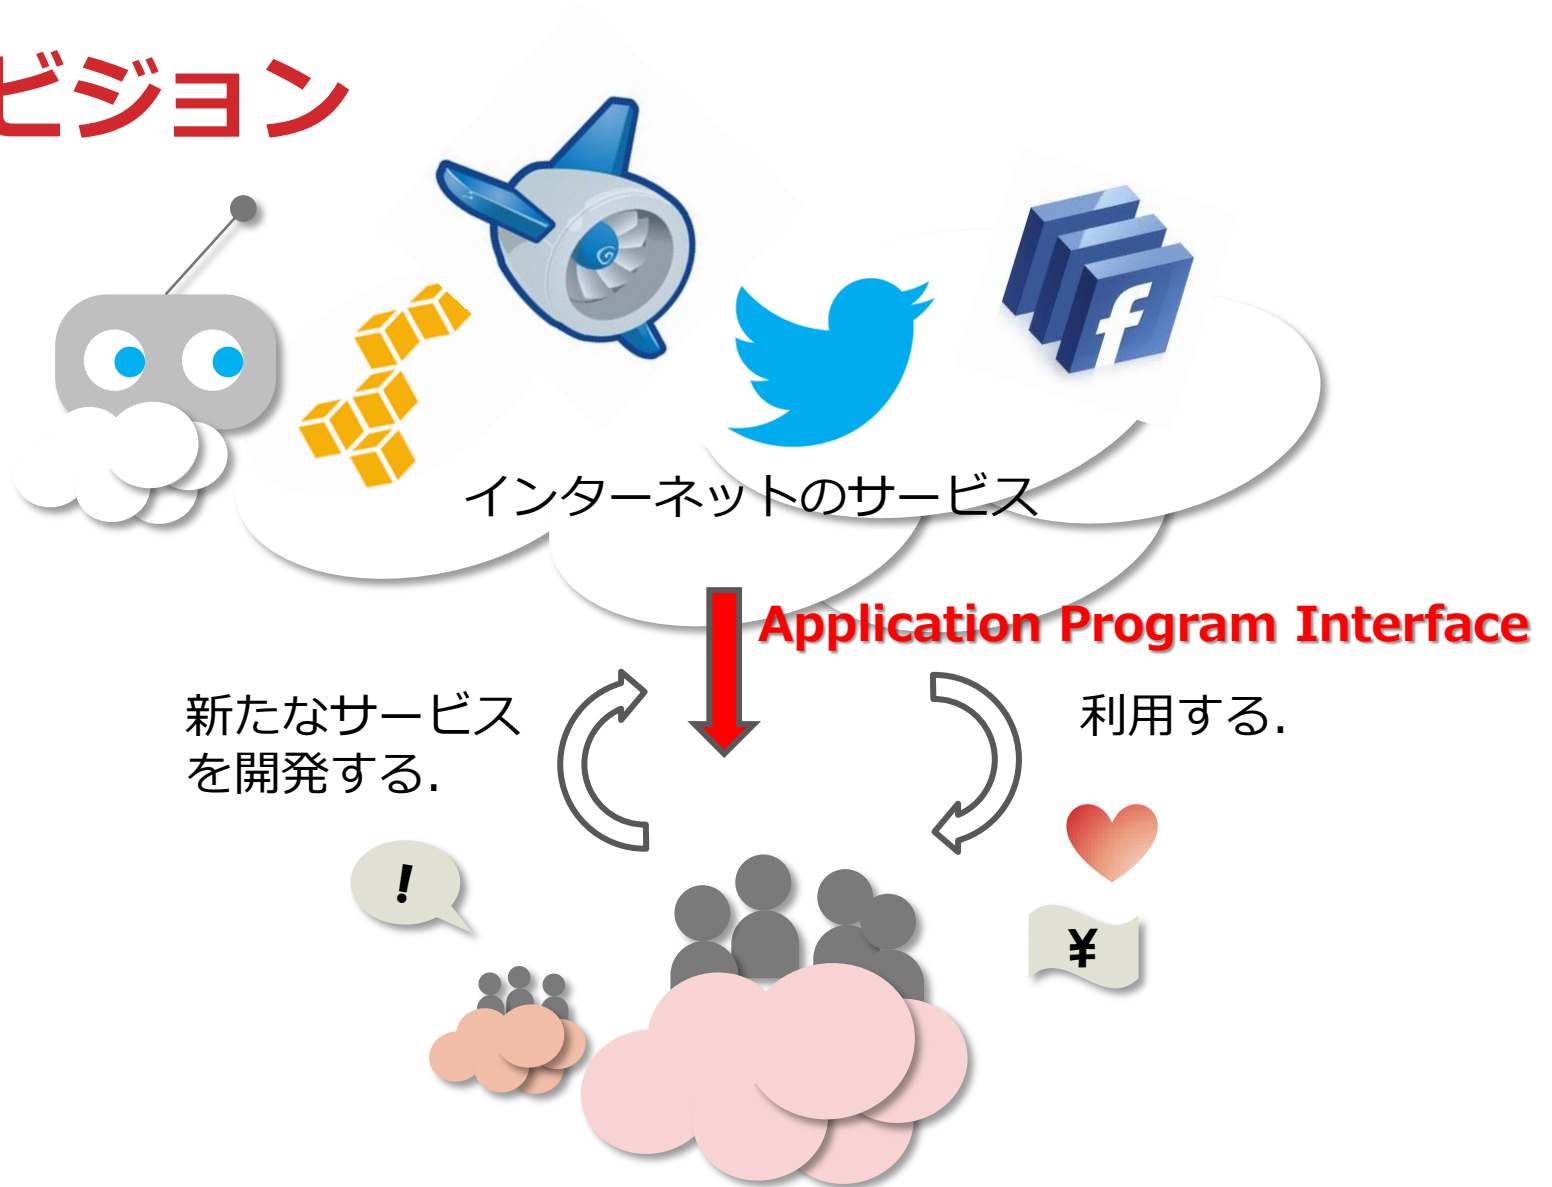 ビジョン
インターネットのサービス
Application Program Interface
新たなサービス
を開発する.
利用する.
!
¥
f